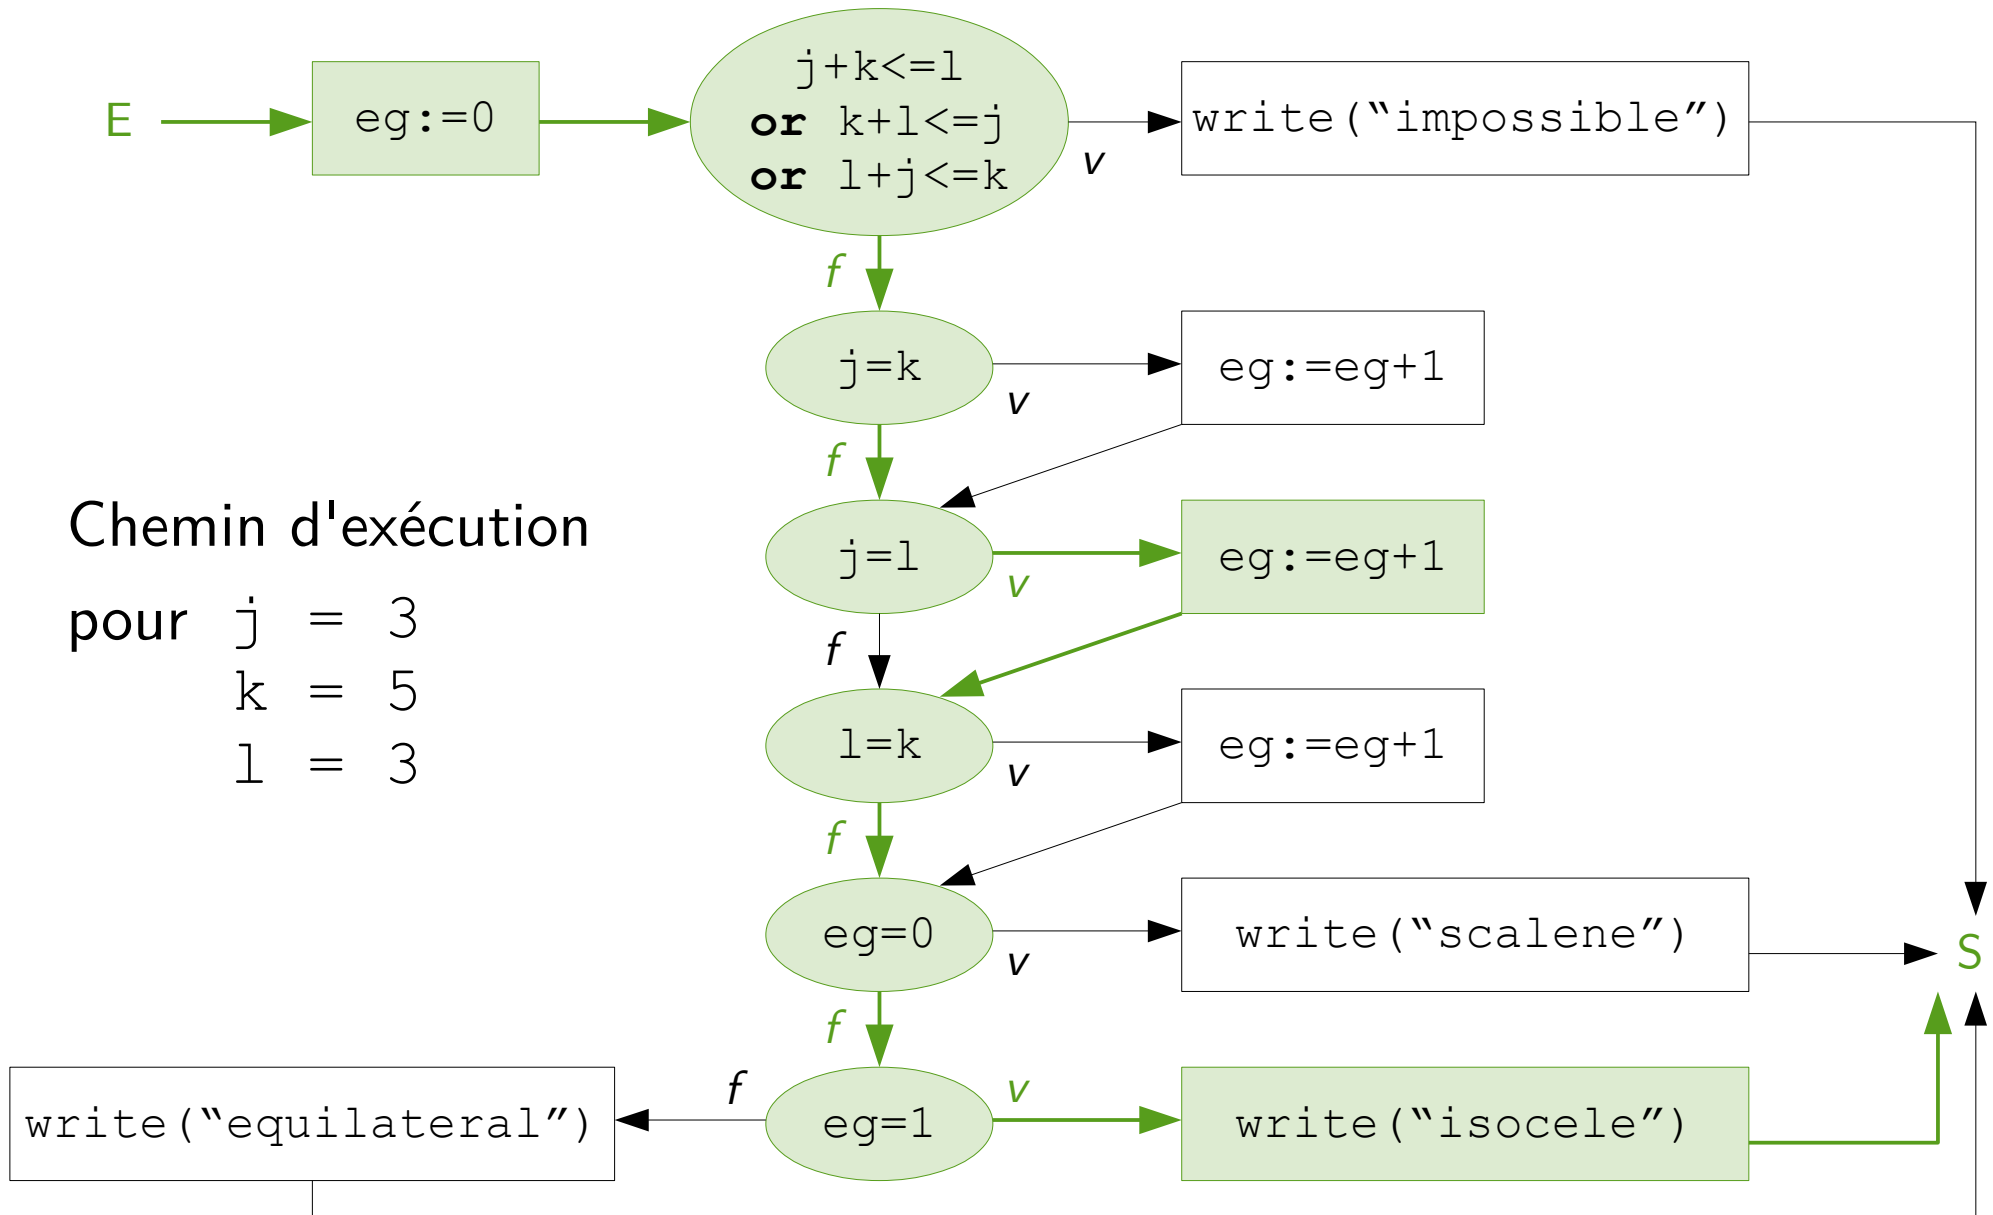 E
eg:=0
j+k<=l
or k+l<=j
or l+j<=k
v
write(“impossible”)
f
j=k
v
eg:=eg+1
f
j=l
v
eg:=eg+1
f
l=k
v
eg:=eg+1
f
eg=0
v
write(“scalene”)
S
f
eg=1
v
write(“isocele”)
f
write(“equilateral”)
Chemin d'exécution
pour j = 3
k = 5
l = 3